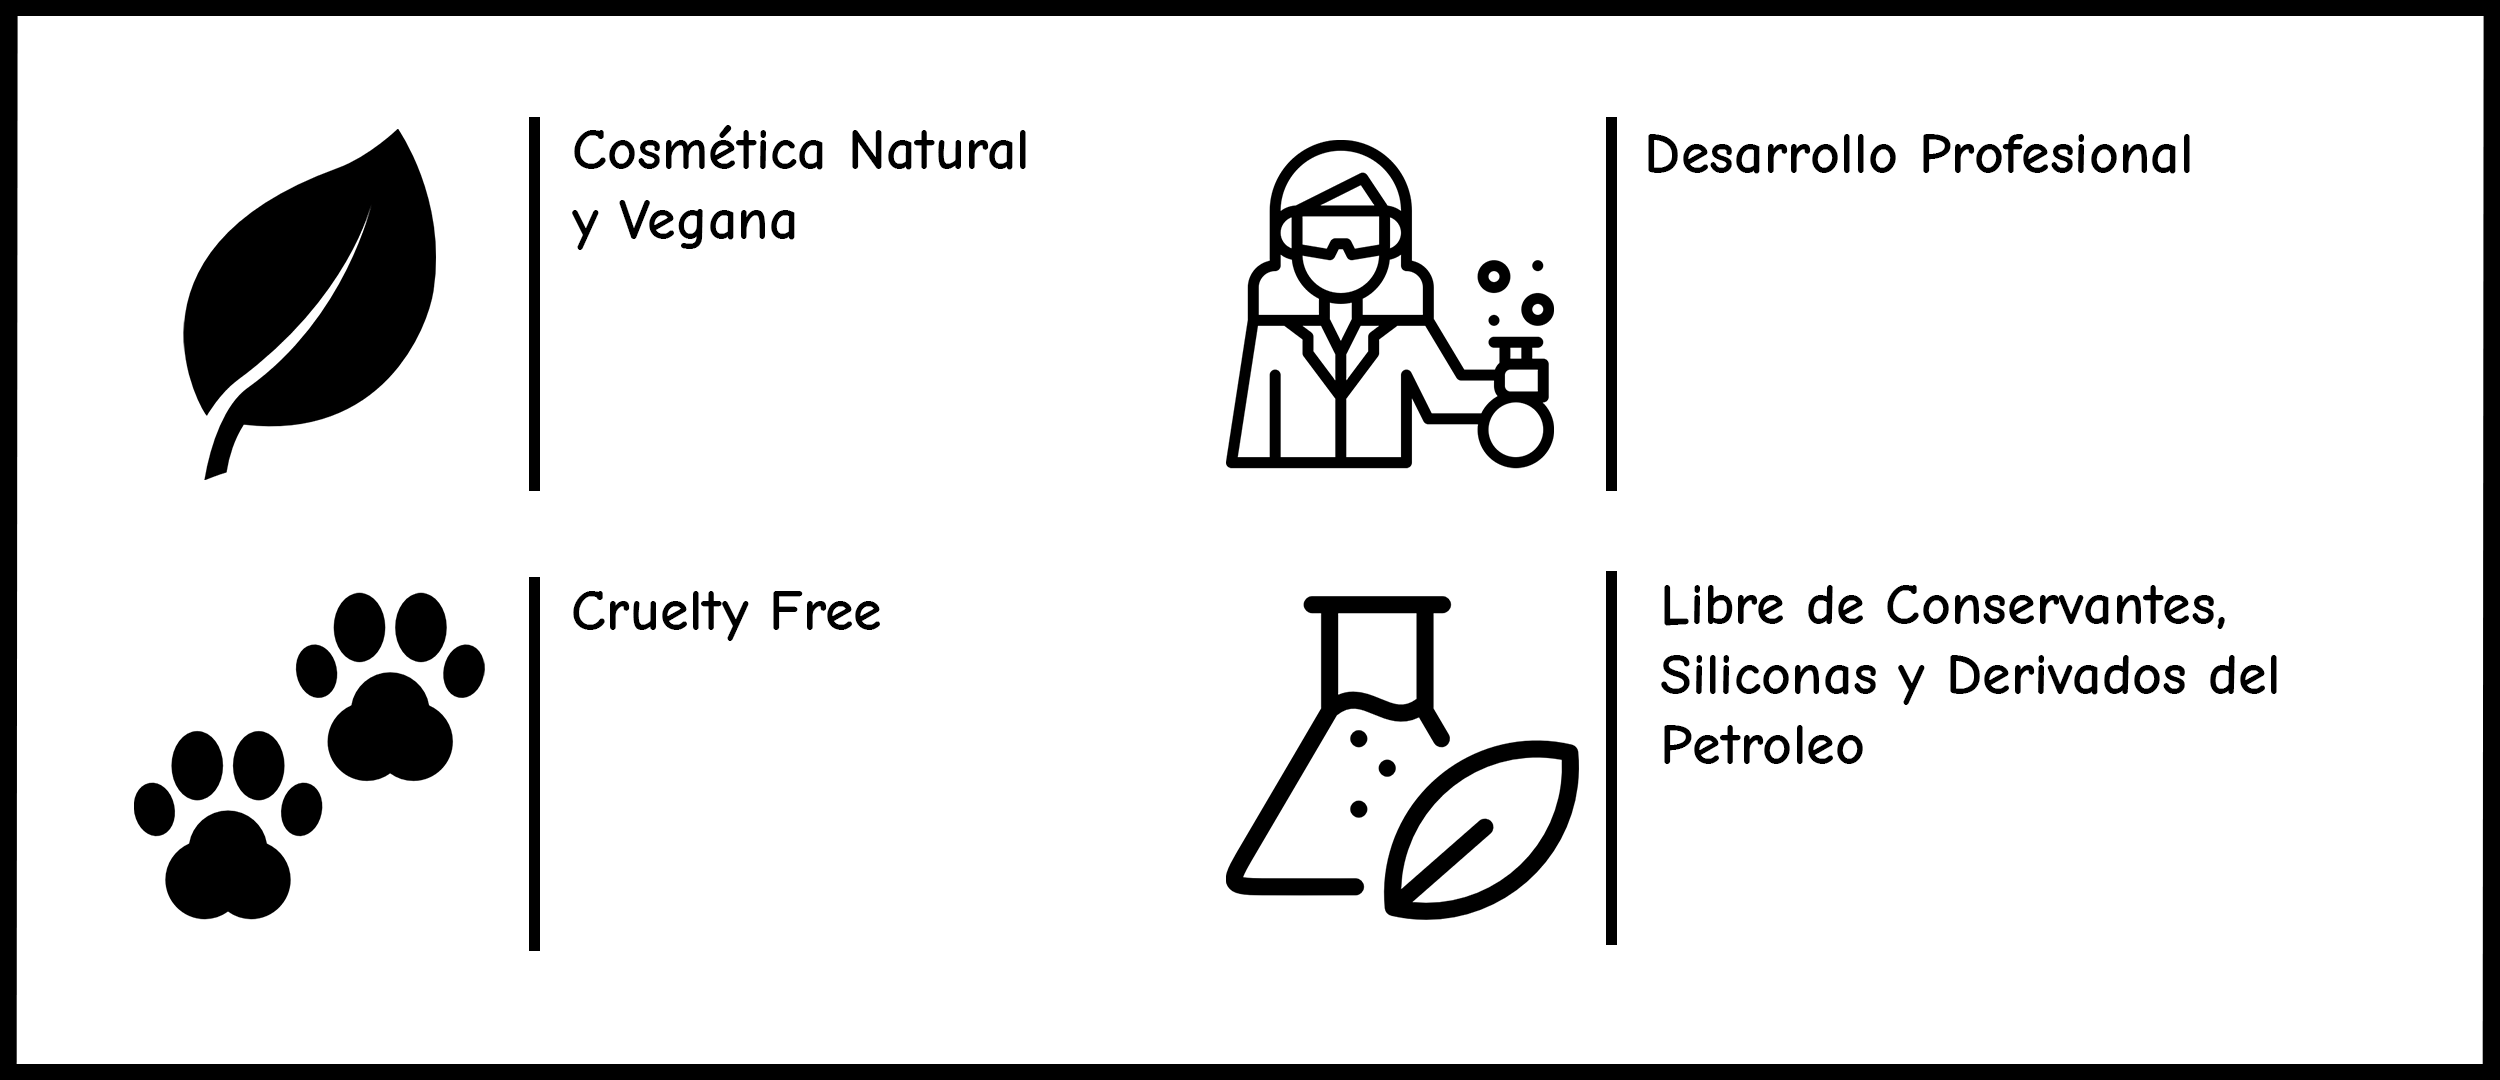 Cosmética Natural
y Vegana
Desarrollo Profesional
Cruelty Free
Libre de Conservantes,
Siliconas y Derivados del
Petroleo